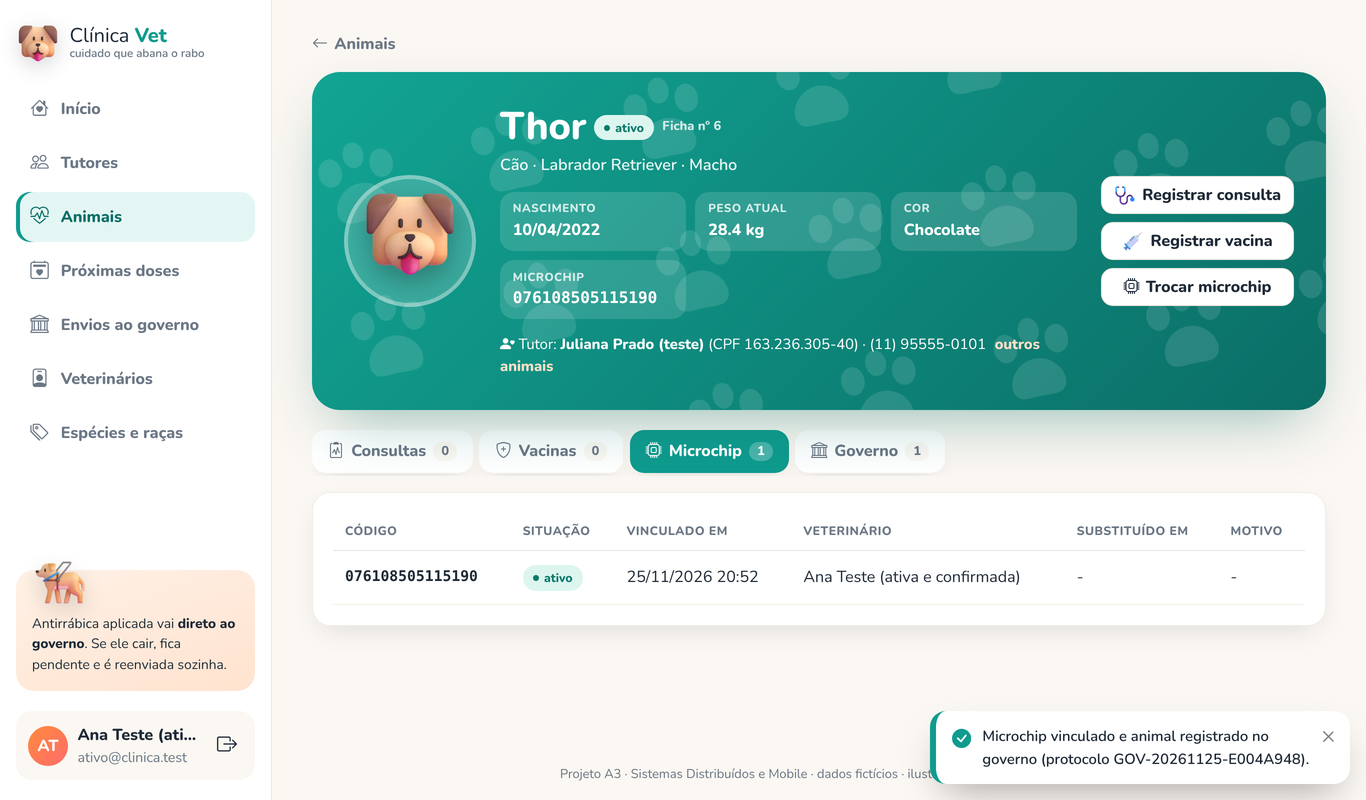 Clínica Vet
cuidado que abana o rabo
Início
Tutores
Animais
Próximas doses
Envios ao governo
Veterinários
Espécies e raças
Antirrábica aplicada vai direto ao
governo. Se ele cair, fica
pendente e é reenviada sozinha.
AT
Ana Teste (ati...
ativo@clinica.test
← Animais
Thor ativo Ficha nº 6
Cão · Labrador Retriever · Macho
NASCIMENTO
10/04/2022
PESO ATUAL
28.4 kg
COR
Chocolate
MICROCHIP
076108505115190
Tutor: Juliana Prado (teste) (CPF 163.236.305-40) · (11) 95555-0101 outros
animais
Registrar consulta
Registrar vacina
Trocar microchip
Consultas 0
Vacinas 0
Microchip 1
Governo 1
CÓDIGO SITUAÇÃO VINCULADO EM VETERINÁRIO SUBSTITUÍDO EM MOTIVO
076108505115190 ativo 25/11/2026 20:52 Ana Teste (ativa e confirmada) - -
Projeto A3 · Sistemas Distribuídos e Mobile · dados fictícios ·
Microchip vinculado e animal registrado no
governo (protocolo GOV-20261125-E004A948).